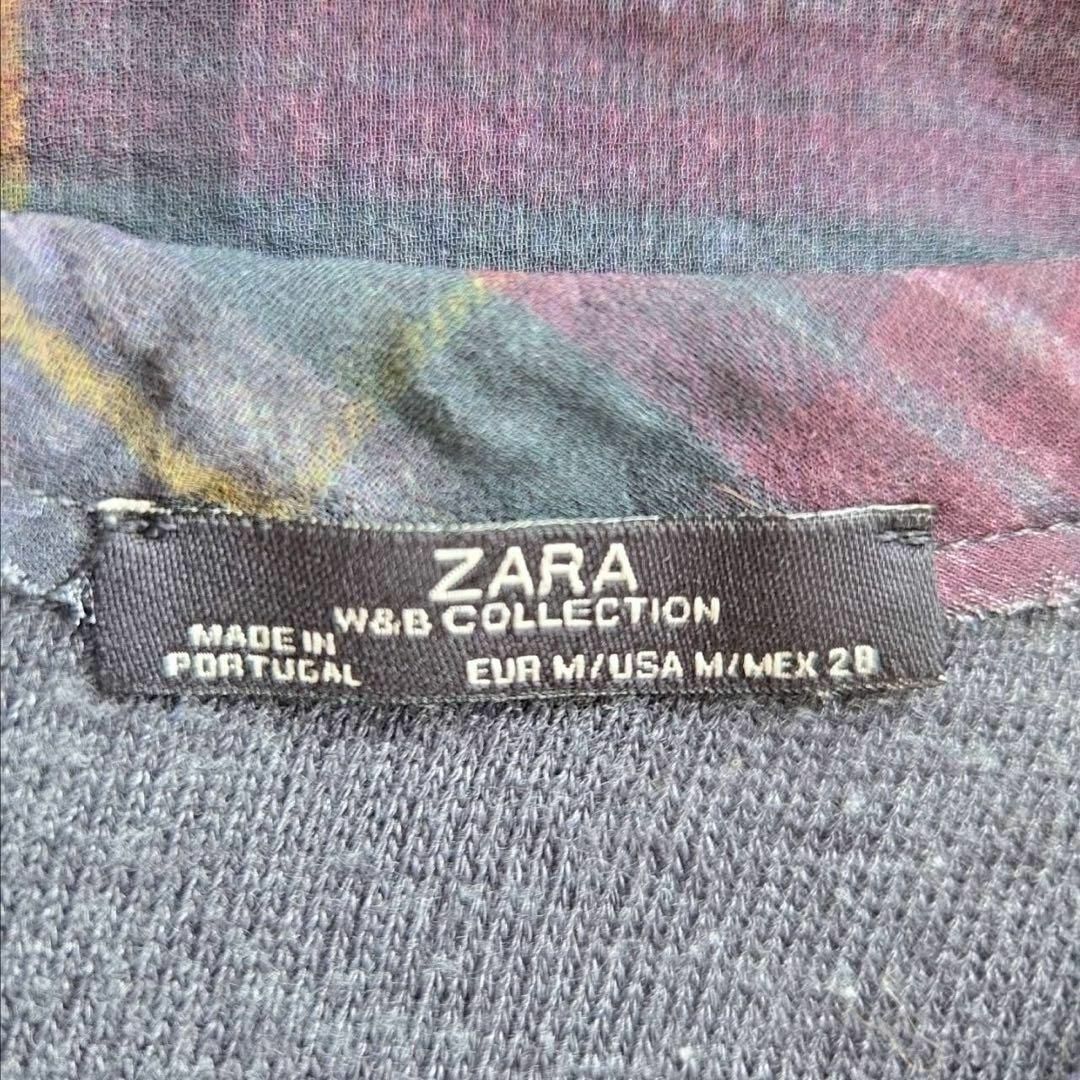 ZARA
W&B COLLECTION
MADE IN
PORTUGAL
EUR M/USA M/MEX 28